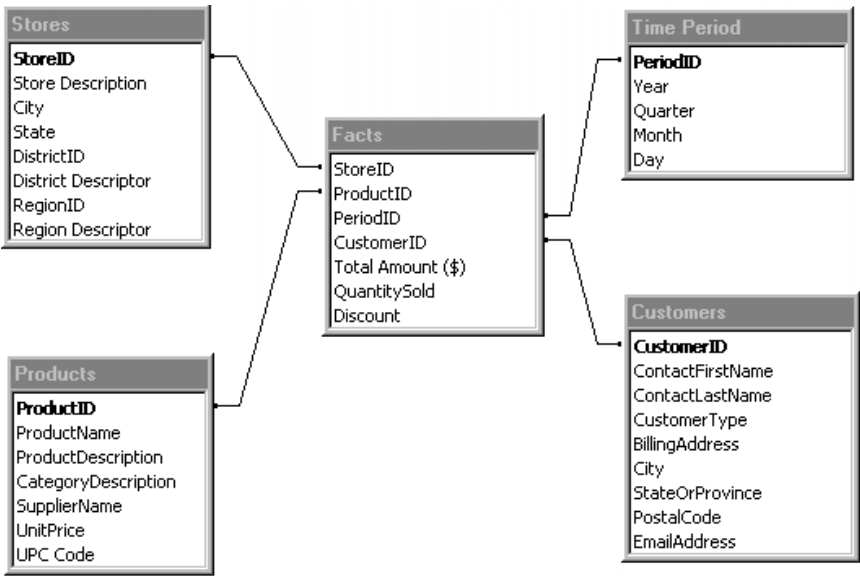 Stores
StoreID
Store Description
City
State
DistrictID
District Descriptor
RegionID
Region Descriptor
Time Period
PeriodID
Year
Quarter
Month
Day
Facts
StoreID
ProductID
PeriodID
CustomerID
Total Amount ($)
QuantitySold
Discount
Products
ProductID
ProductName
ProductDescription
CategoryDescription
SupplierName
UnitPrice
UPC Code
Customers
CustomerID
ContactFirstName
ContactLastName
CustomerType
BillingAddress
City
StateOrProvince
PostalCode
EmailAddress